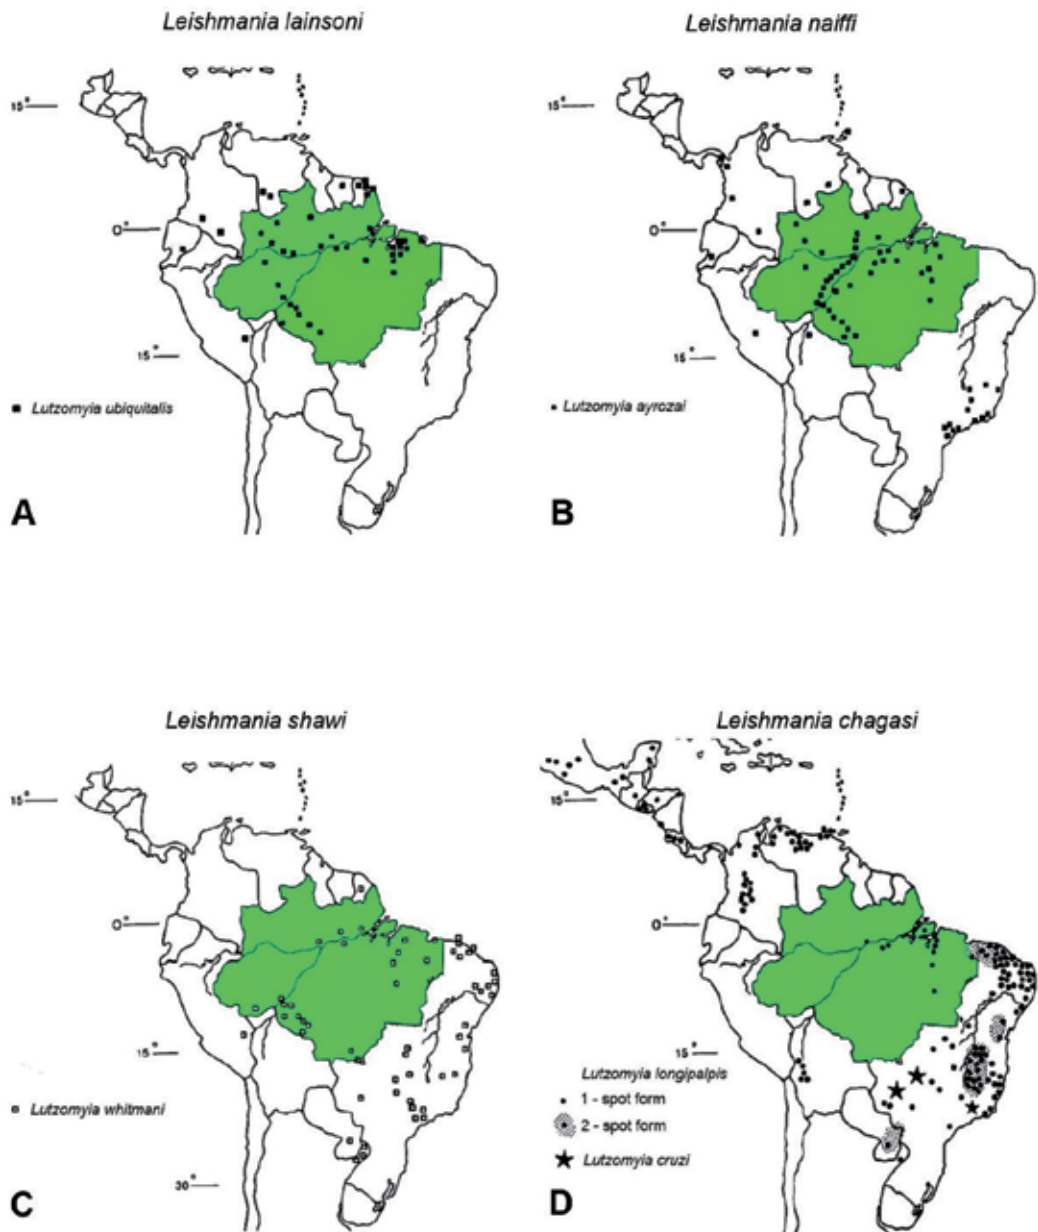 A
Leishmania lainsoni
15°
0°
15°
Lutzomyia ubiquitalis
B
Leishmania naiffi
15°
0°
15°
Lutzomyia ayrozai
C
Leishmania shawi
15°
0°
15°
Lutzomyia whitmani
30°
D
Leishmania chagasi
15°
0°
15°
Lutzomyia longipalpis
1 - spot form
2 - spot form
Lutzomyia cruzi